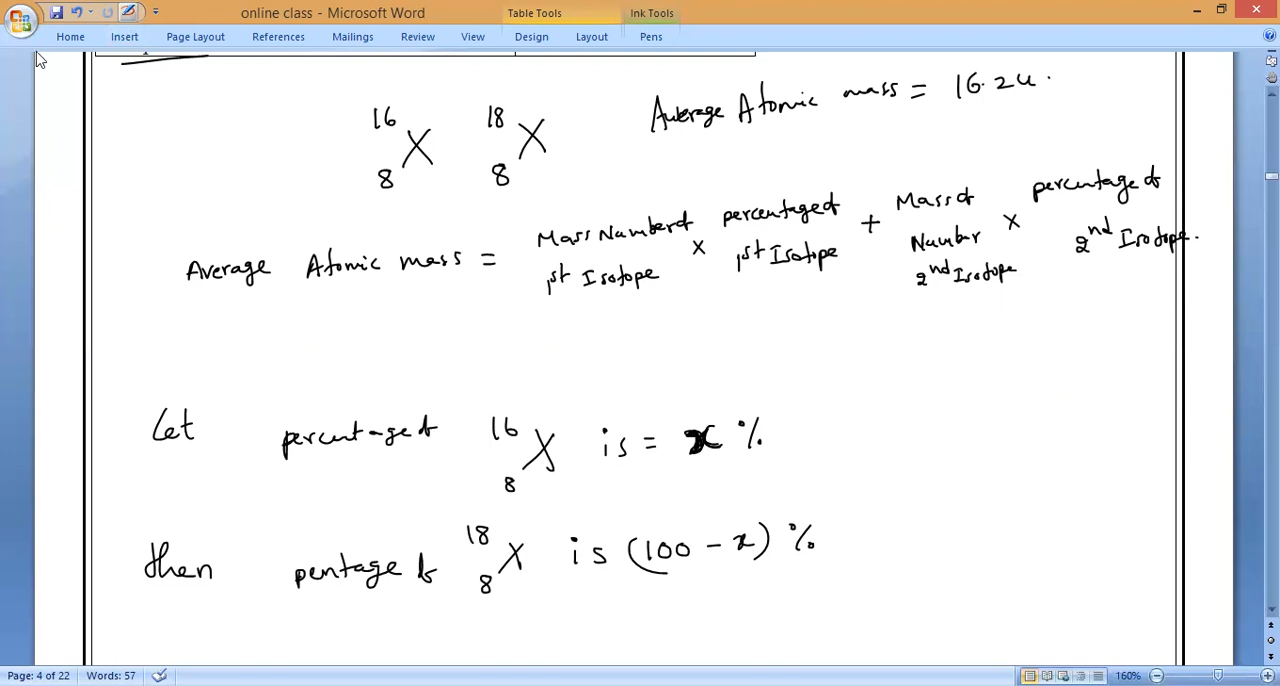 online class - Microsoft Word
Table Tools
Ink Tools
Home Insert Page Layout References Mailings Review View Design Layout Pens
16 8 X 18 8 X Average Atomic mass = 16.2u.
Average Atomic mass = Mass Number of 1st Isotope × percentage of 1st Isotope + Mass of Number 2nd Isotope × percentage of 2nd Isotope.
Let percentage of 16 8 X is = x %
then pentage of 18 8 X is (100 - x) %
Page: 4 of 22 Words: 57 160%